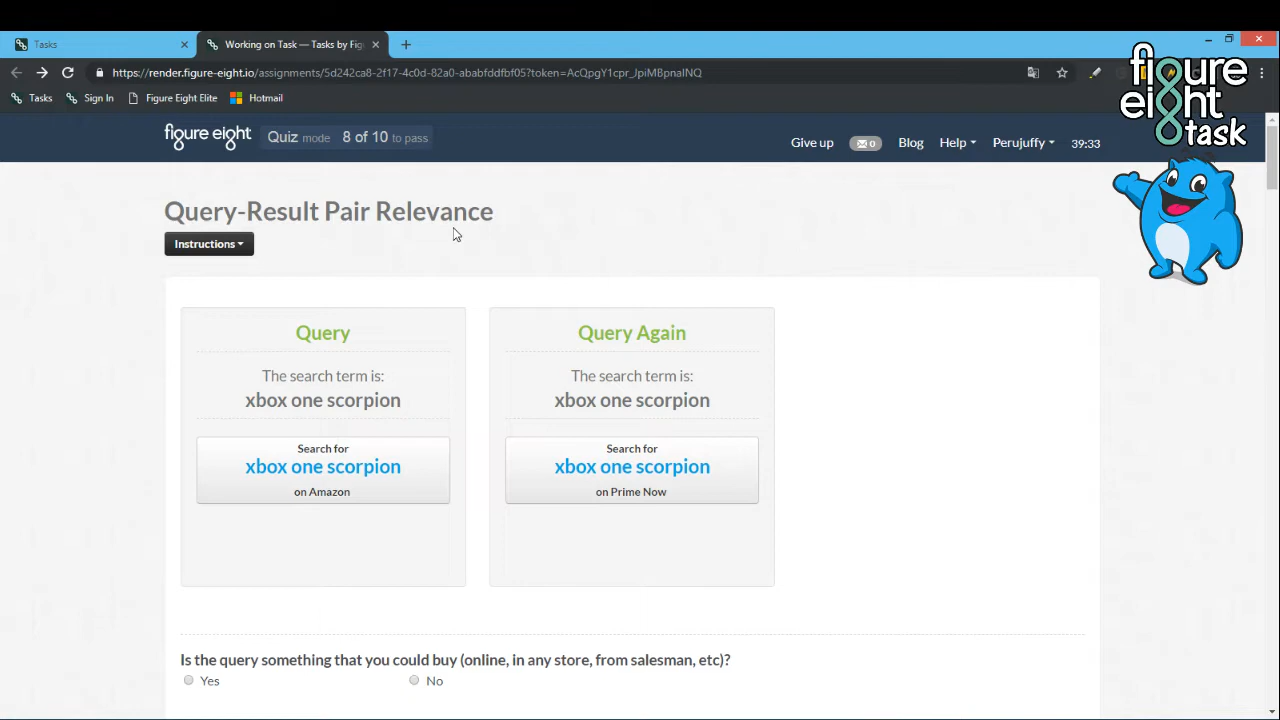 Tasks
Working on Task — Tasks by Fig
https://render.figure-eight.io/assignments/5d242ca8-2f17-4c0d-82a0-ababfddfbf05?token=AcQpgY1cpr_JpiMBpnaINQ
Tasks Sign In Figure Eight Elite Hotmail
figure eight task
figure eight Quiz mode 8 of 10 to pass
Give up 0 Blog Help Perujuffy 39:33
Query-Result Pair Relevance
Instructions
Query
The search term is:
xbox one scorpion
Search for
xbox one scorpion
on Amazon
Query Again
The search term is:
xbox one scorpion
Search for
xbox one scorpion
on Prime Now
Is the query something that you could buy (online, in any store, from salesman, etc)?
Yes No